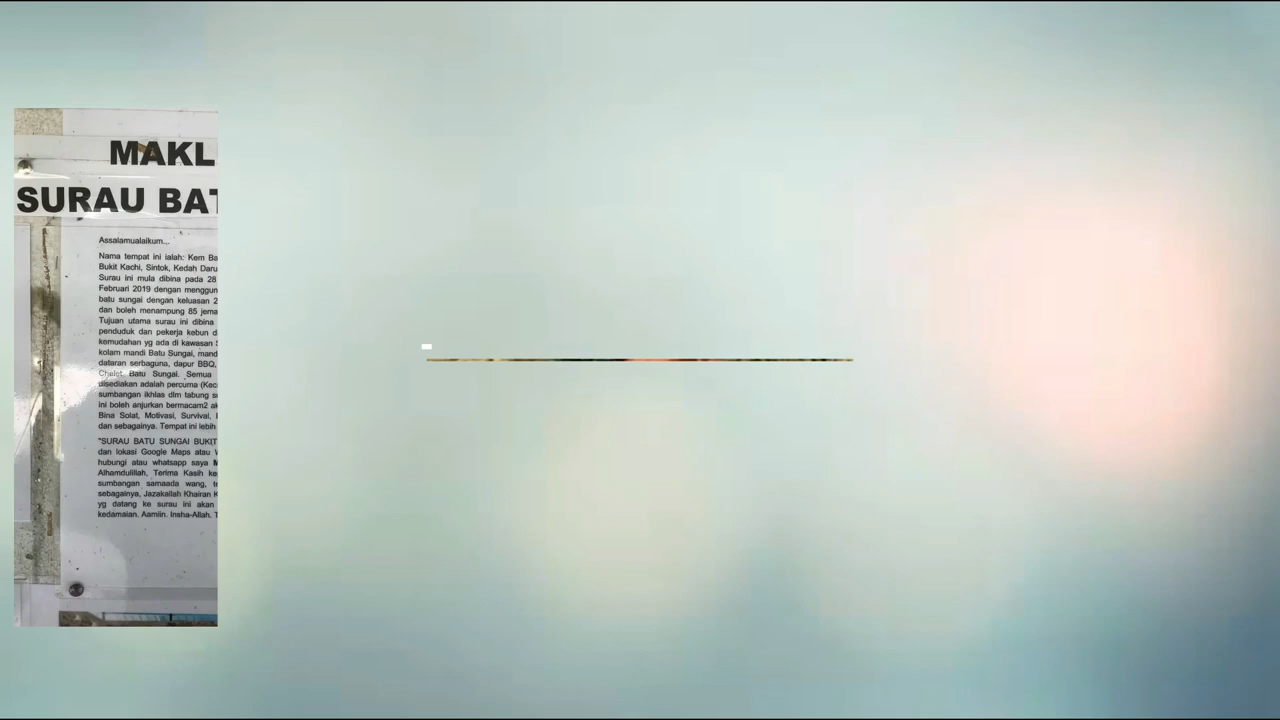 MAKL
SURAU BAT
Assalamualaikum...
Nama tempat ini ialah: Kem Ba
Bukit Kachi, Sintok, Kedah Daru
Surau ini mula dibina pada 28
Februari 2019 dengan menggun
batu sungai dengan keluasan 2
dan boleh menampung 85 jema
Tujuan utama surau ini dibina
penduduk dan pekerja kebun d
kemudahan yg ada di kawasan S
kolam mandi Batu Sungai, mand
dataran serbaguna, dapur BBQ,
Chalet Batu Sungai. Semua
disediakan adalah percuma (Kec
sumbangan ikhlas dlm tabung su
ini boleh anjurkan bermacam2 ak
Bina Solat, Motivasi, Survival,
dan sebagainya. Tempat ini lebih
"SURAU BATU SUNGAI BUKIT
dan lokasi Google Maps atau W
hubungi atau whatsapp saya M
Alhamdulillah, Terima Kasih ke
sumbangan samaada wang, te
sebagainya, Jazakallah Khairan K
yg datang ke surau ini akan
kedamaian. Aamiin. Insha-Allah. T